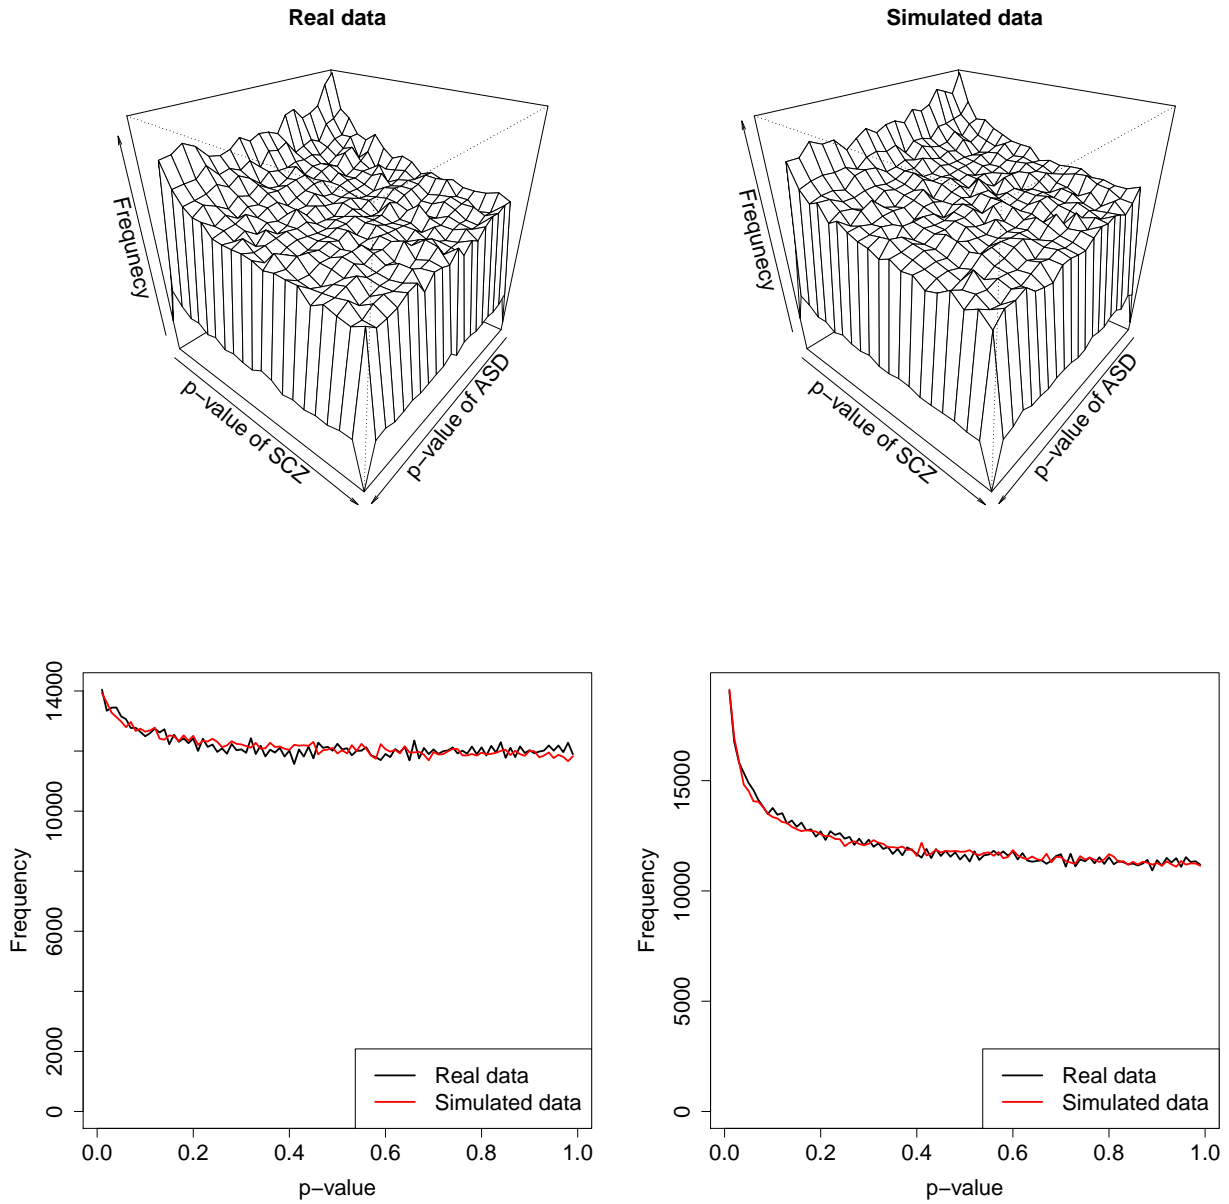 Real data
Simulated data
Frequnecy
p-value of SCZ
p-value of ASD
Frequnecy
p-value of SCZ
p-value of ASD
Frequency
14000
10000
6000
2000
0
0.0 0.2 0.4 0.6 0.8 1.0
p-value
Real data
Simulated data
Frequency
15000
10000
5000
0
0.0 0.2 0.4 0.6 0.8 1.0
p-value
Real data
Simulated data